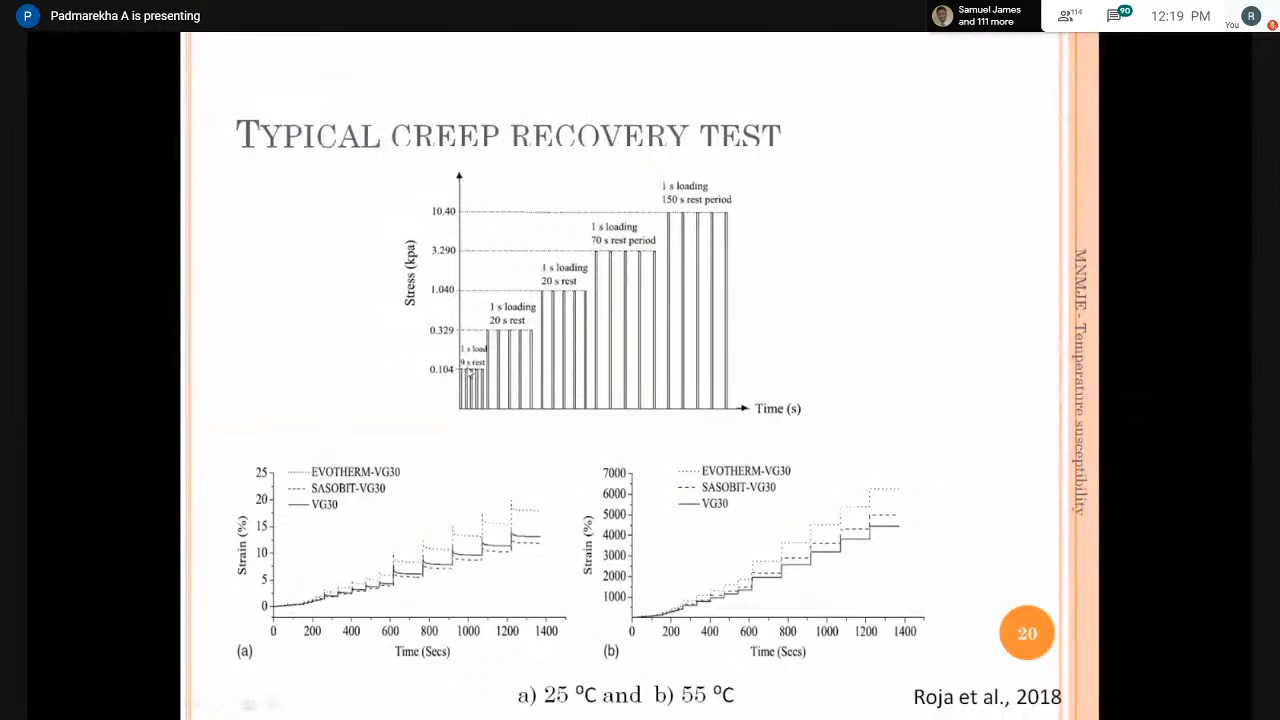 P Padmarekha A is presenting
Samuel James
and 111 more
114
90
12:19 PM
You
R
TYPICAL CREEP RECOVERY TEST
1 s loading
150 s rest period
10.40
1 s loading
70 s rest period
3.290
1 s loading
20 s rest
1.040
1 s loading
20 s rest
0.329
1 s load
9 s rest
0.104
Stress (kpa)
Time (s)
MNMJE - Temperature susceptibility
25
20
15
10
5
0
Strain (%)
EVOTHERM-VG30
SASOBIT-VG30
VG30
0 200 400 600 800 1000 1200 1400
Time (Secs)
(a)
7000
6000
5000
4000
3000
2000
1000
Strain (%)
EVOTHERM-VG30
SASOBIT-VG30
VG30
0 200 400 600 800 1000 1200 1400
Time (Secs)
(b)
20
a) 25 ⁰C and b) 55 ⁰C
Roja et al., 2018